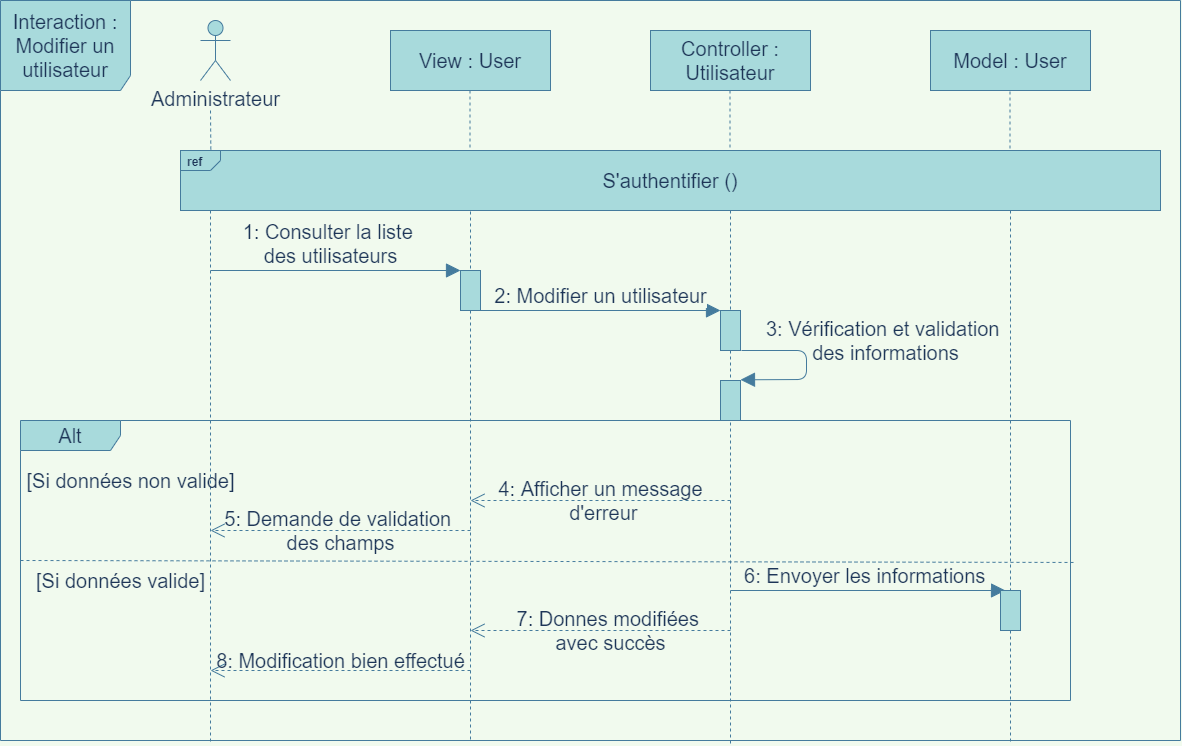 Interaction :
Modifier un
utilisateur
Administrateur
View : User
Controller :
Utilisateur
Model : User
ref
S'authentifier ()
1: Consulter la liste
des utilisateurs
2: Modifier un utilisateur
3: Vérification et validation
des informations
Alt
[Si données non valide]
4: Afficher un message
d'erreur
5: Demande de validation
des champs
[Si données valide]
6: Envoyer les informations
7: Donnes modifiées
avec succès
8: Modification bien effectué